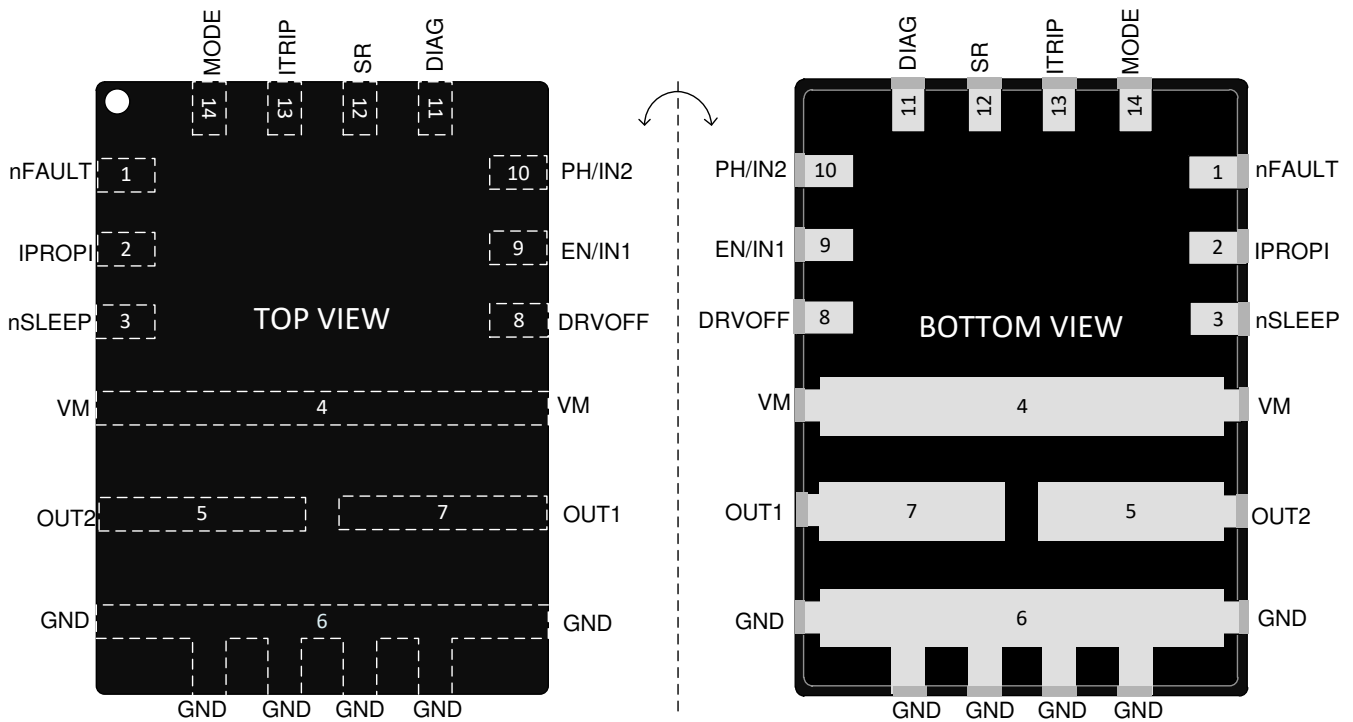 MODE
ITRIP
SR
DIAG
14
13
12
11
nFAULT 1
10 PH/IN2
IPROPI 2
9 EN/IN1
nSLEEP 3
TOP VIEW
8 DRVOFF
VM 4 VM
OUT2 5
7 OUT1
GND 6 GND
GND GND GND GND
DIAG
SR
ITRIP
MODE
11
12
13
14
PH/IN2 10
1 nFAULT
EN/IN1 9
2 IPROPI
DRVOFF 8
BOTTOM VIEW
3 nSLEEP
VM 4 VM
OUT1 7
5 OUT2
GND 6 GND
GND GND GND GND